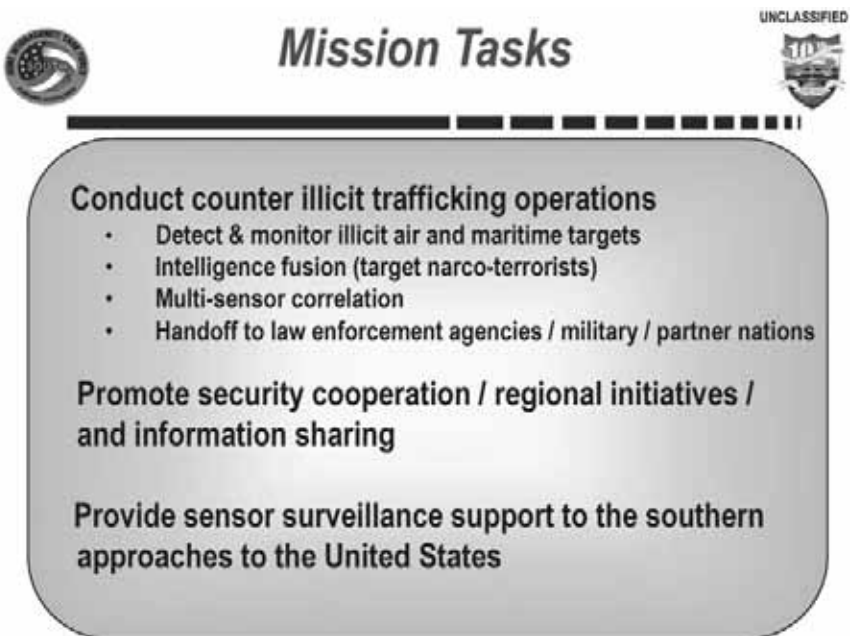 UNCLASSIFIED
Mission Tasks
SOUTH
Conduct counter illicit trafficking operations
· Detect & monitor illicit air and maritime targets
· Intelligence fusion (target narco-terrorists)
· Multi-sensor correlation
· Handoff to law enforcement agencies / military / partner nations
Promote security cooperation / regional initiatives /
and information sharing
Provide sensor surveillance support to the southern
approaches to the United States